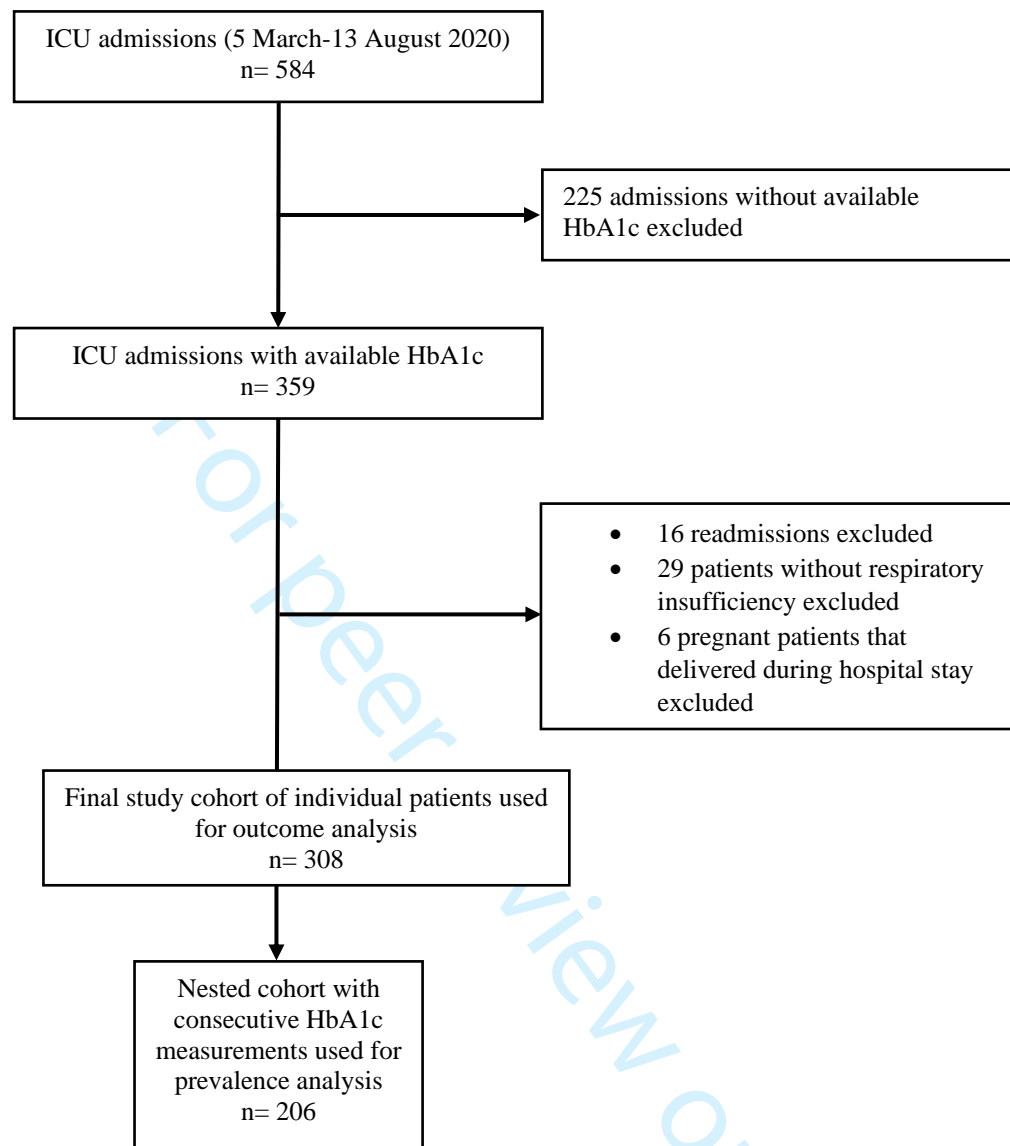 ICU admissions (5 March-13 August 2020)
n= 584
225 admissions without available
HbA1c excluded
ICU admissions with available HbA1c
n= 359
• 16 readmissions excluded
• 29 patients without respiratory
insufficiency excluded
• 6 pregnant patients that
delivered during hospital stay
excluded
Final study cohort of individual patients used
for outcome analysis
n= 308
Nested cohort with
consecutive HbA1c
measurements used for
prevalence analysis
n= 206
or peer view o